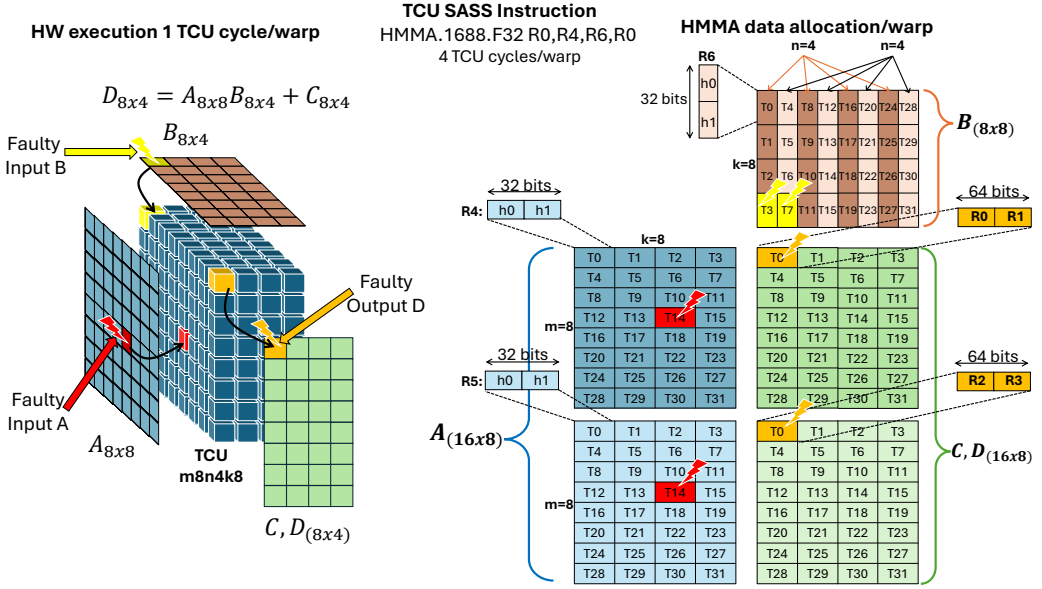 TCU SASS Instruction
HMMA.1688.F32 R0,R4,R6,R0
4 TCU cycles/warp
HW execution 1 TCU cycle/warp
D8x4 = A8x8B8x4 + C8x4
B8x4
Faulty
Input B
Faulty
Output D
Faulty
Input A
A8x8
TCU
m8n4k8
C, D(8x4)
HMMA data allocation/warp
n=4 n=4
R6
h0
h1
32 bits
k=8
T0 T4 T8 T12 T16 T20 T24 T28
T1 T5 T9 T13 T17 T21 T25 T29
T2 T6 T10 T14 T18 T22 T26 T30
T3 T7 T11 T15 T19 T23 T27 T31
B(8x8)
32 bits
R4: h0 h1
64 bits
R0 R1
k=8
m=8
T0 T1 T2 T3
T4 T5 T6 T7
T8 T9 T10 T11
T12 T13 T14 T15
T16 T17 T18 T19
T20 T21 T22 T23
T24 T25 T26 T27
T28 T29 T30 T31
T0 T1 T2 T3
T4 T5 T6 T7
T8 T9 T10 T11
T12 T13 T14 T15
T16 T17 T18 T19
T20 T21 T22 T23
T24 T25 T26 T27
T28 T29 T30 T31
32 bits
R5: h0 h1
64 bits
R2 R3
A(16x8)
m=8
T0 T1 T2 T3
T4 T5 T6 T7
T8 T9 T10 T11
T12 T14 T13 T15
T16 T17 T18 T19
T20 T21 T22 T23
T24 T25 T26 T27
T28 T29 T30 T31
T0 T1 T2 T3
T4 T5 T6 T7
T8 T9 T10 T11
T12 T13 T14 T15
T16 T17 T18 T19
T20 T21 T22 T23
T24 T25 T26 T27
T28 T29 T30 T31
C, D(16x8)